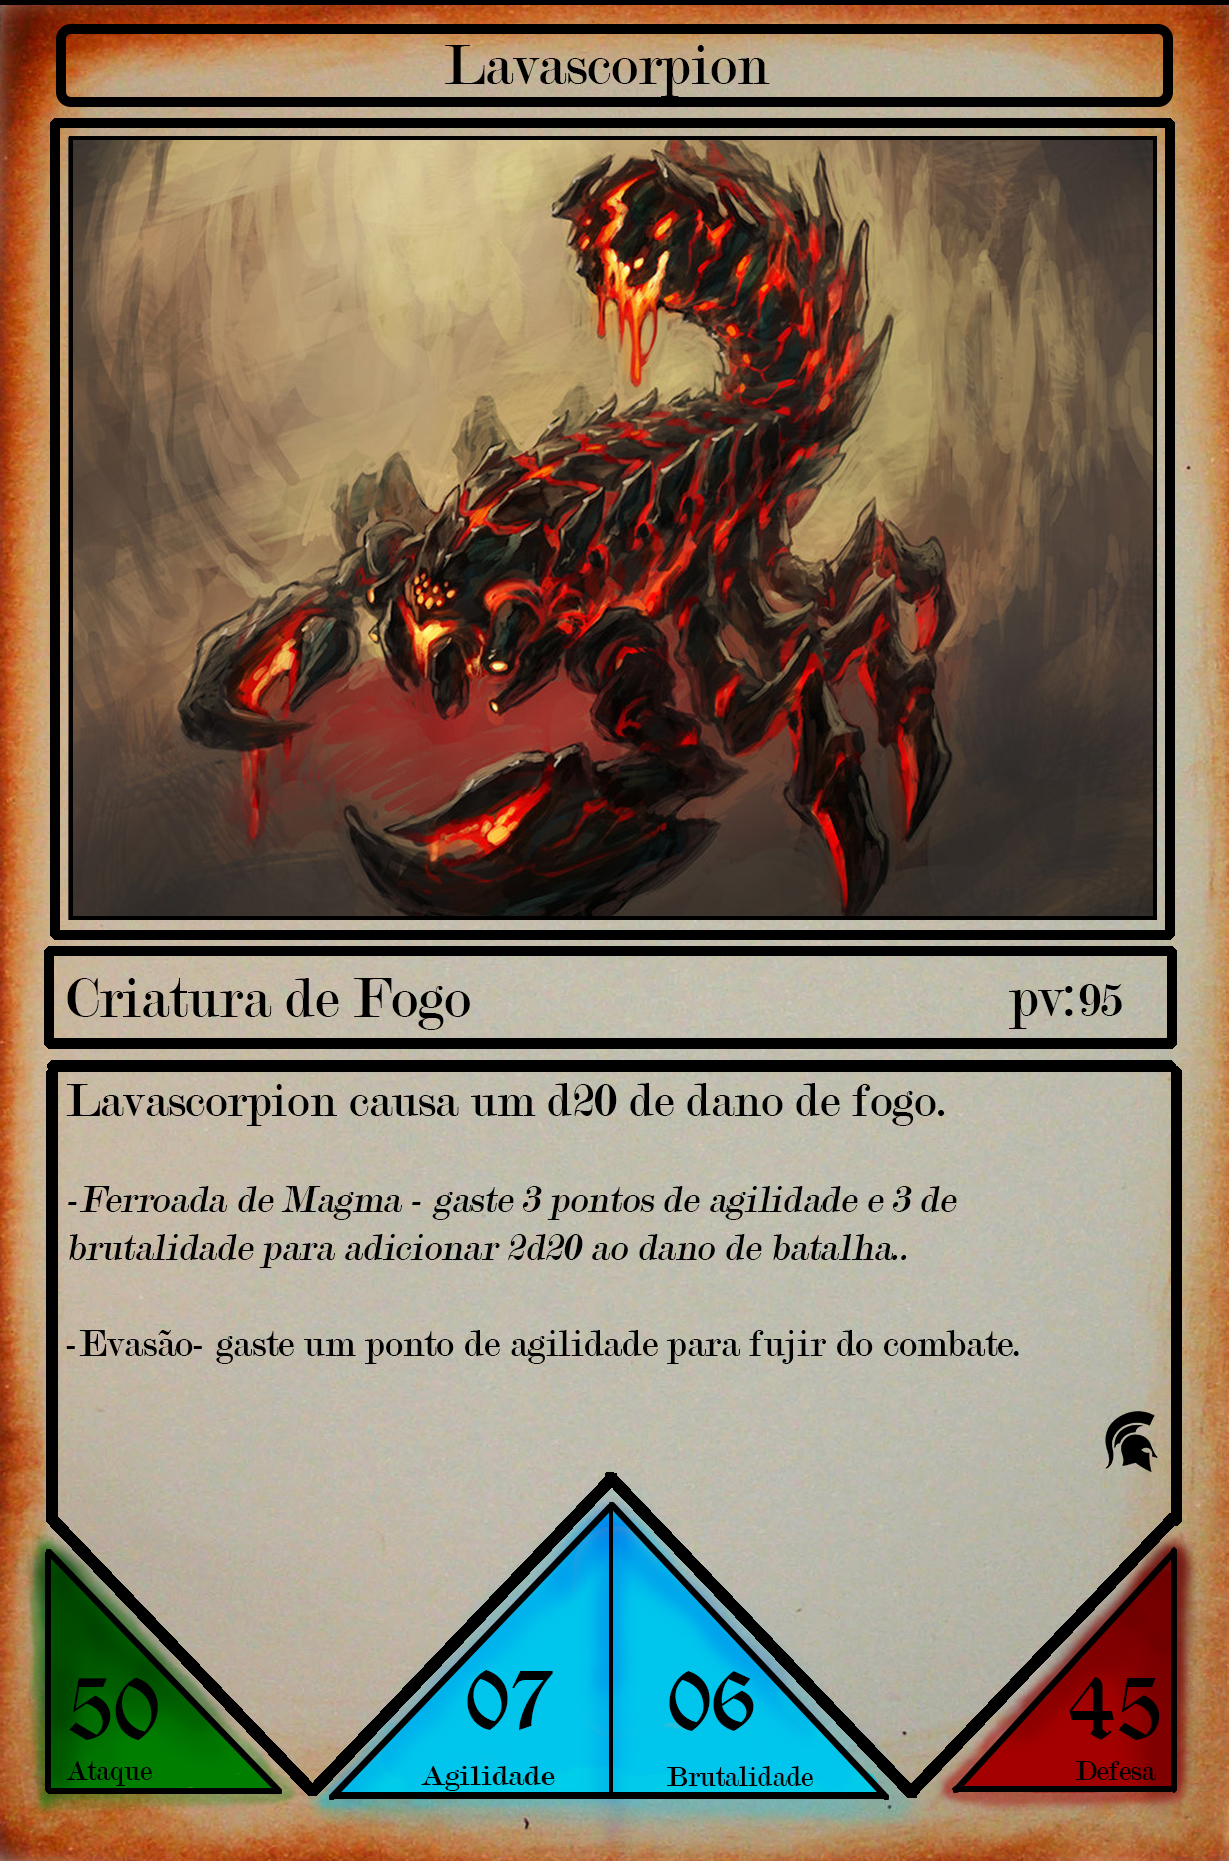 Lavascorpion
Criatura de Fogo
pv:95
Lavascorpion causa um d20 de dano de fogo.
-Ferroada de Magma - gaste 3 pontos de agilidade e 3 de
brutalidade para adicionar 2d20 ao dano de batalha..
-Evasão- gaste um ponto de agilidade para fujir do combate.
50
Ataque
07
Agilidade
06
Brutalidade
45
Defesa